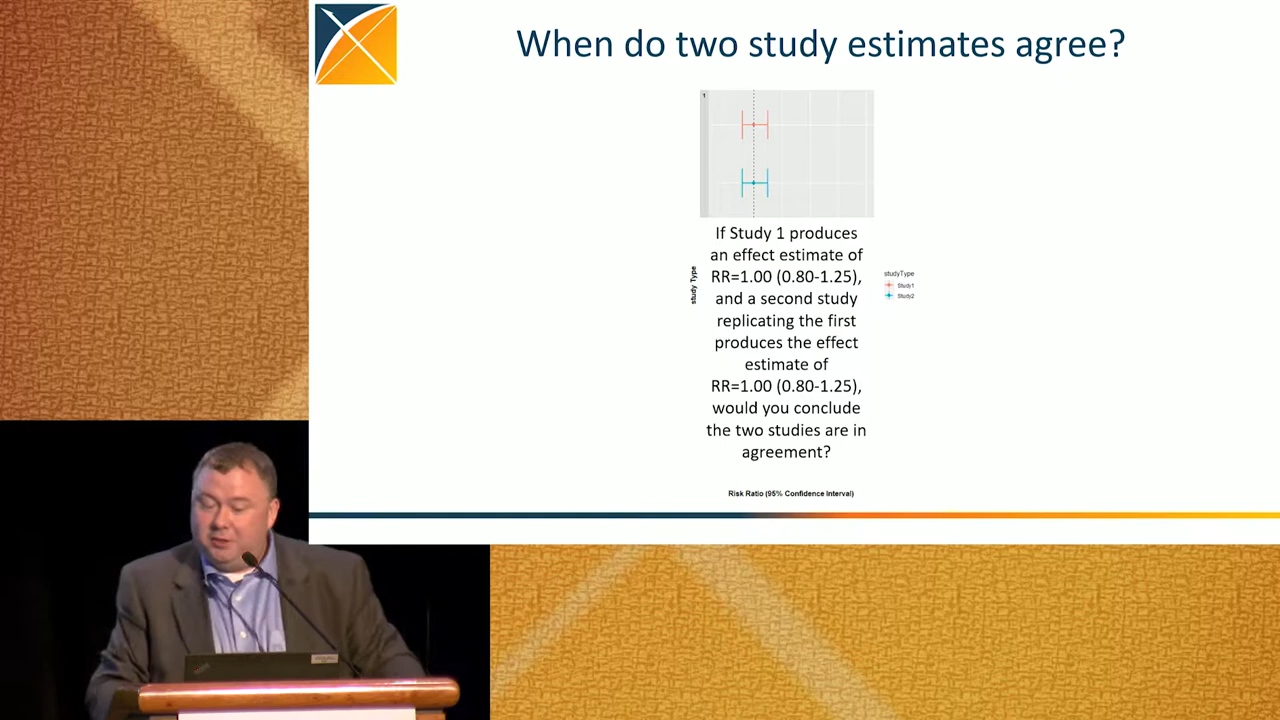 When do two study estimates agree?
1
If Study 1 produces
an effect estimate of
RR=1.00 (0.80-1.25),
and a second study
replicating the first
produces the effect
estimate of
RR=1.00 (0.80-1.25),
would you conclude
the two studies are in
agreement?
study Type
studyType
Study1
Study2
Risk Ratio (95% Confidence Interval)